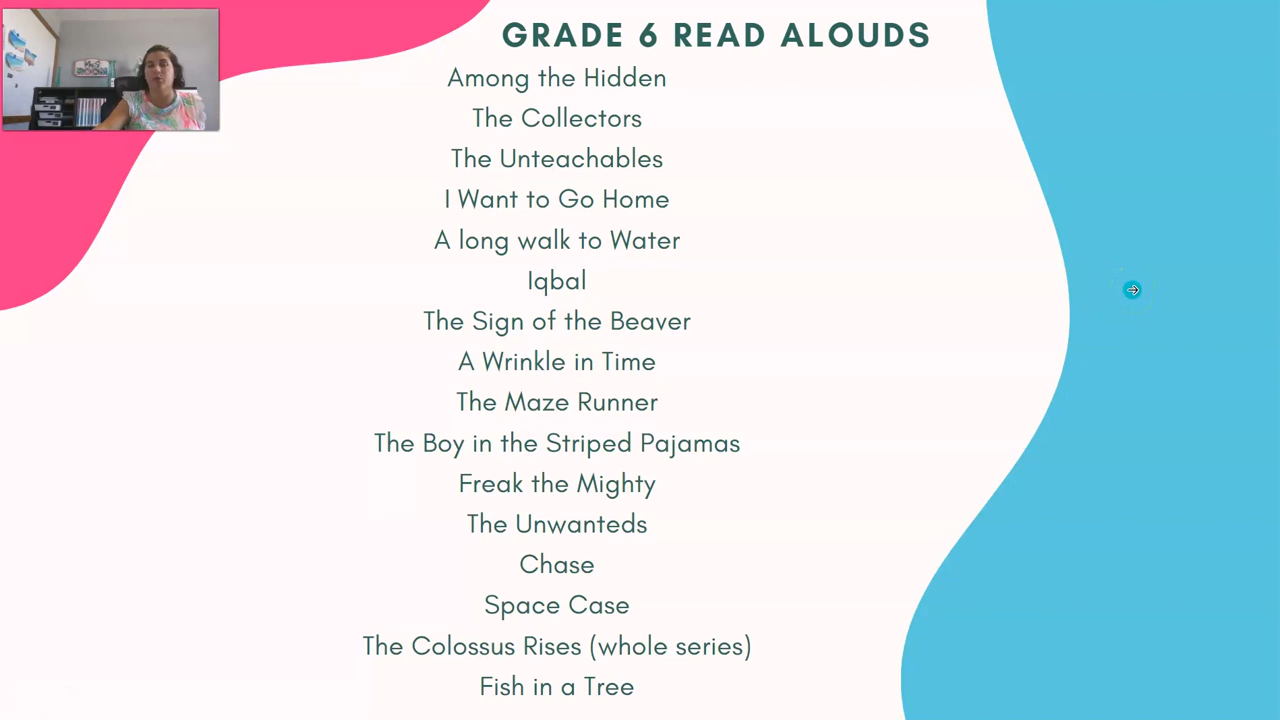 GRADE 6 READ ALOUDS
Among the Hidden
The Collectors
The Unteachables
I Want to Go Home
A long walk to Water
Iqbal
The Sign of the Beaver
A Wrinkle in Time
The Maze Runner
The Boy in the Striped Pajamas
Freak the Mighty
The Unwanteds
Chase
Space Case
The Colossus Rises (whole series)
Fish in a Tree